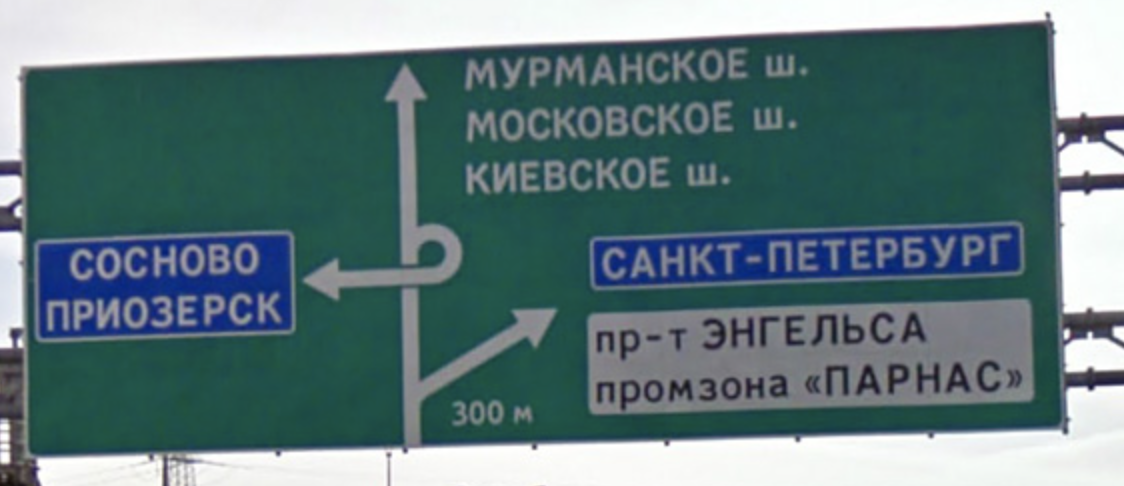 МУРМАНСКОЕ ш.
МОСКОВСКОЕ ш.
КИЕВСКОЕ ш.
СОСНОВО
ПРИОЗЕРСК
САНКТ-ПЕТЕРБУРГ
пр-т ЭНГЕЛЬСА
промзона «ПАРНАС»
300 м